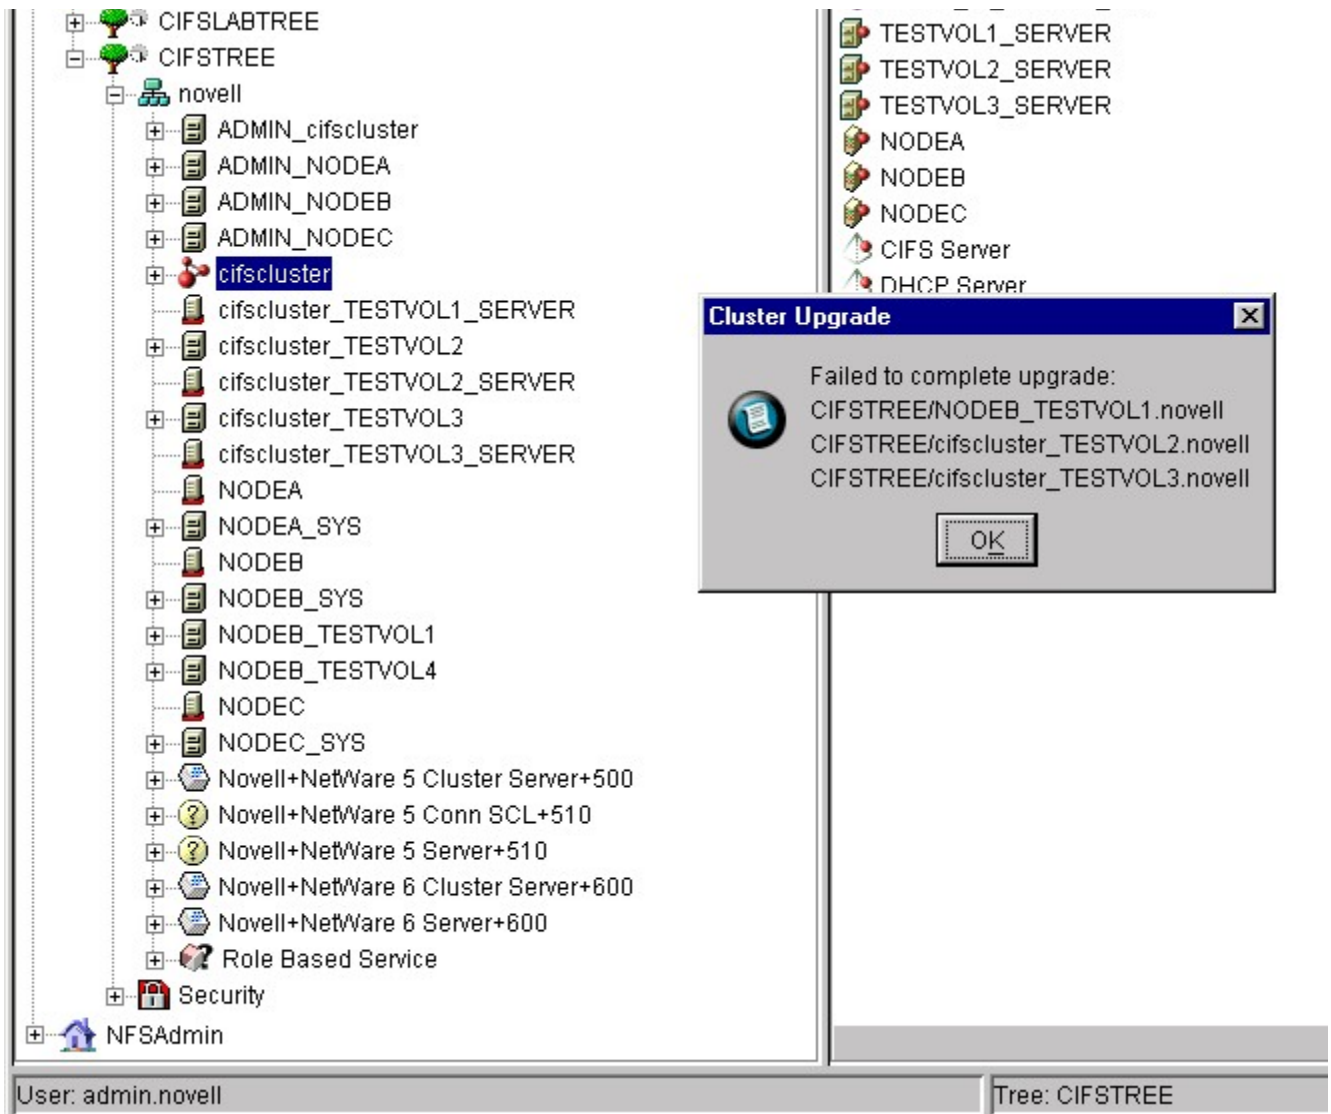 CIFSLABTREE
CIFSTREE
novell
ADMIN_cifscluster
ADMIN_NODEA
ADMIN_NODEB
ADMIN_NODEC
cifscluster
cifscluster_TESTVOL1_SERVER
cifscluster_TESTVOL2
cifscluster_TESTVOL2_SERVER
cifscluster_TESTVOL3
cifscluster_TESTVOL3_SERVER
NODEA
NODEA_SYS
NODEB
NODEB_SYS
NODEB_TESTVOL1
NODEB_TESTVOL4
NODEC
NODEC_SYS
Novell+NetWare 5 Cluster Server+500
Novell+NetWare 5 Conn SCL+510
Novell+NetWare 5 Server+510
Novell+NetWare 6 Cluster Server+600
Novell+NetWare 6 Server+600
Role Based Service
Security
NFSAdmin
TESTVOL1_SERVER
TESTVOL2_SERVER
TESTVOL3_SERVER
NODEA
NODEB
NODEC
CIFS Server
DHCP Server
Cluster Upgrade
Failed to complete upgrade:
CIFSTREE/NODEB_TESTVOL1.novell
CIFSTREE/cifscluster_TESTVOL2.novell
CIFSTREE/cifscluster_TESTVOL3.novell
OK
User: admin.novell
Tree: CIFSTREE